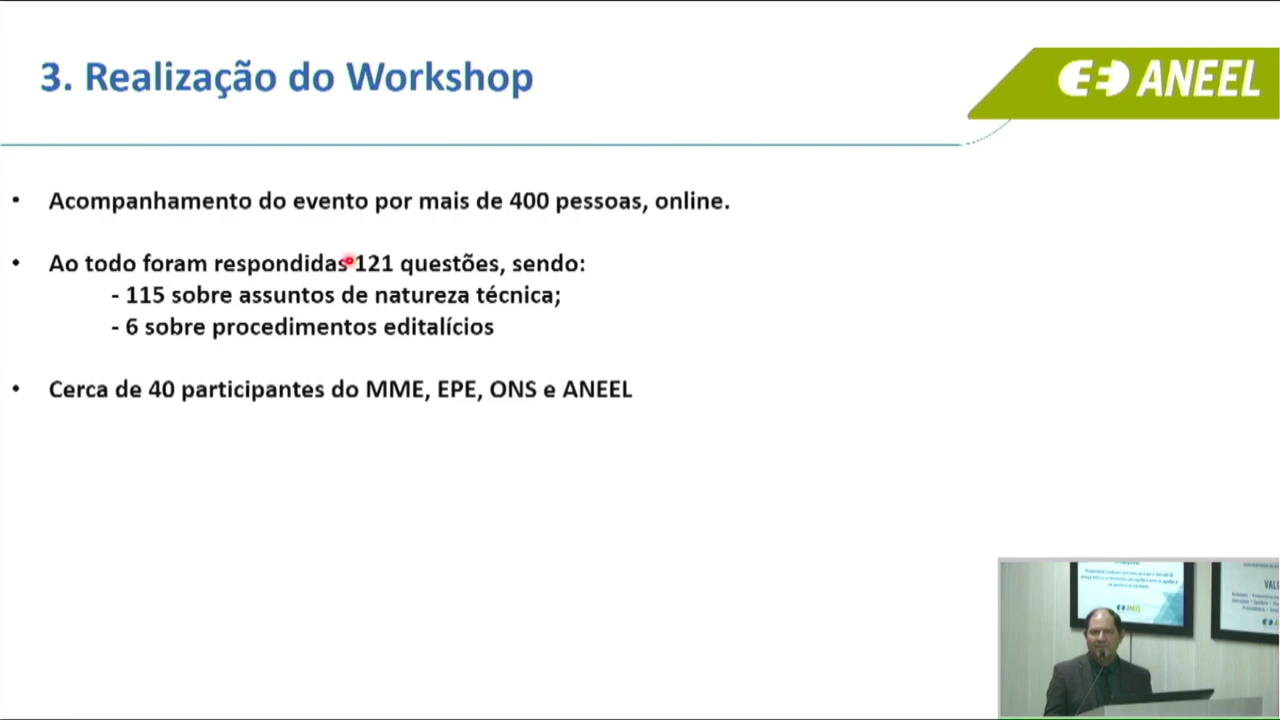 3. Realização do Workshop
ANEEL
• Acompanhamento do evento por mais de 400 pessoas, online.
• Ao todo foram respondidas 121 questões, sendo:
- 115 sobre assuntos de natureza técnica;
- 6 sobre procedimentos editalícios
• Cerca de 40 participantes do MME, EPE, ONS e ANEEL
ANEEL